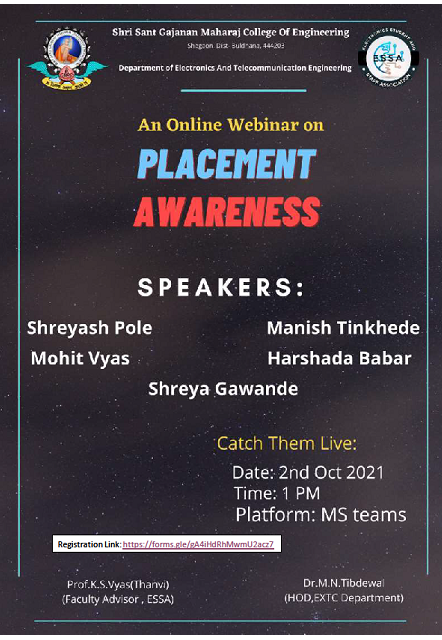 Shri Sant Gajanan Maharaj College Of Engineering
Shegaon, Dist- Buldhana, 444203
Department of Electronics And Telecommunication Engineering
ESSA
An Online Webinar on
PLACEMENT
AWARENESS
SPEAKERS:
Shreyash Pole
Manish Tinkhede
Mohit Vyas
Harshada Babar
Shreya Gawande
Catch Them Live:
Date: 2nd Oct 2021
Time: 1 PM
Platform: MS teams
Registration Link: https://forms.gle/gA4iHdRhMwmU2acz7
Prof.K.S.Vyas(Thanvi)
(Faculty Advisor , ESSA)
Dr.M.N.Tibdewal
(HOD,EXTC Department)